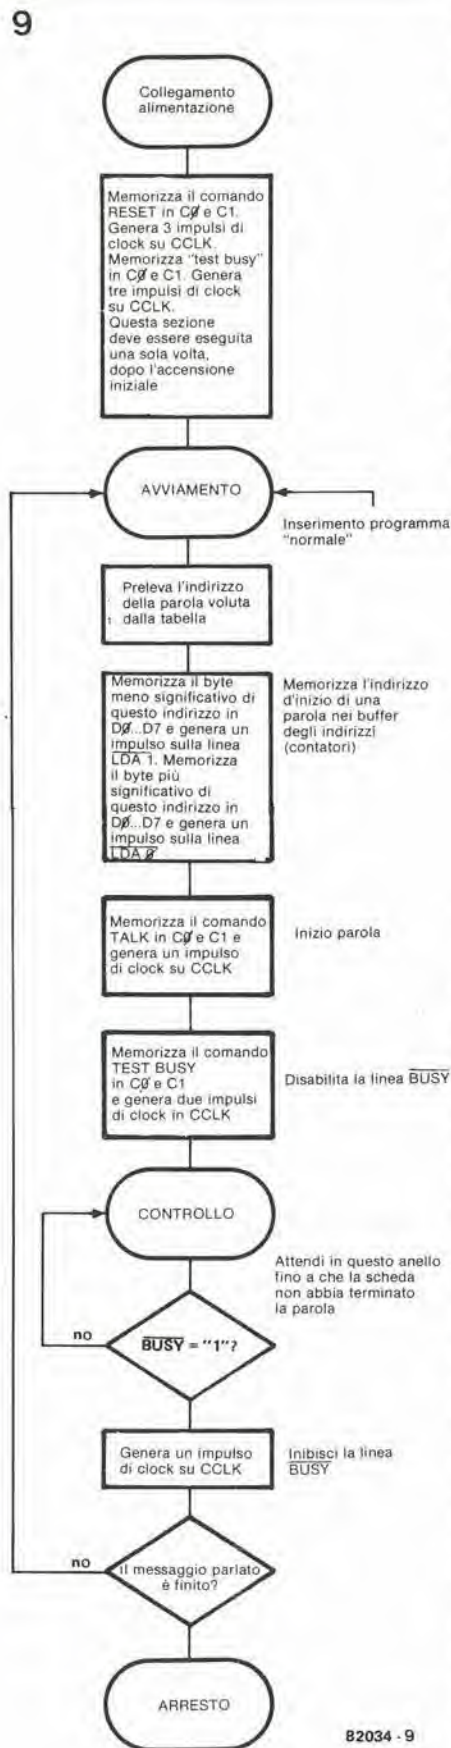 9
Collegamento
alimentazione
Memorizza il comando
RESET in C0̸ e C1.
Genera 3 impulsi di
clock su CCLK.
Memorizza "test busy"
in C0̸ e C1. Genera
tre impulsi di clock
su CCLK.
Questa sezione
deve essere eseguita
una sola volta,
dopo l'accensione
iniziale
AVVIAMENTO
Inserimento programma
"normale"
Preleva l'indirizzo
della parola voluta
dalla tabella
Memorizza il byte
meno significativo di
questo indirizzo in
D0̸...D7 e genera un
impulso sulla linea
LDA 1. Memorizza
il byte più
significativo di
questo indirizzo in
D0̸...D7 e genera un
impulso sulla linea
LDA 0̸
Memorizza l'indirizzo
d'inizio di una
parola nei buffer
degli indirizzi
(contatori)
Memorizza il comando
TALK in C0̸ e C1 e
genera un impulso
di clock su CCLK
Inizio parola
Memorizza il comando
TEST BUSY
in C0̸ e C1
e genera due impulsi
di clock in CCLK
Disabilita la linea BUSY
CONTROLLO
Attendi in questo anello
fino a che la scheda
non abbia terminato
la parola
no
BUSY = "1"?
Genera un impulso
di clock su CCLK
Inibisci la linea
BUSY
no
Il messaggio parlato
è finito?
ARRESTO
82034 - 9